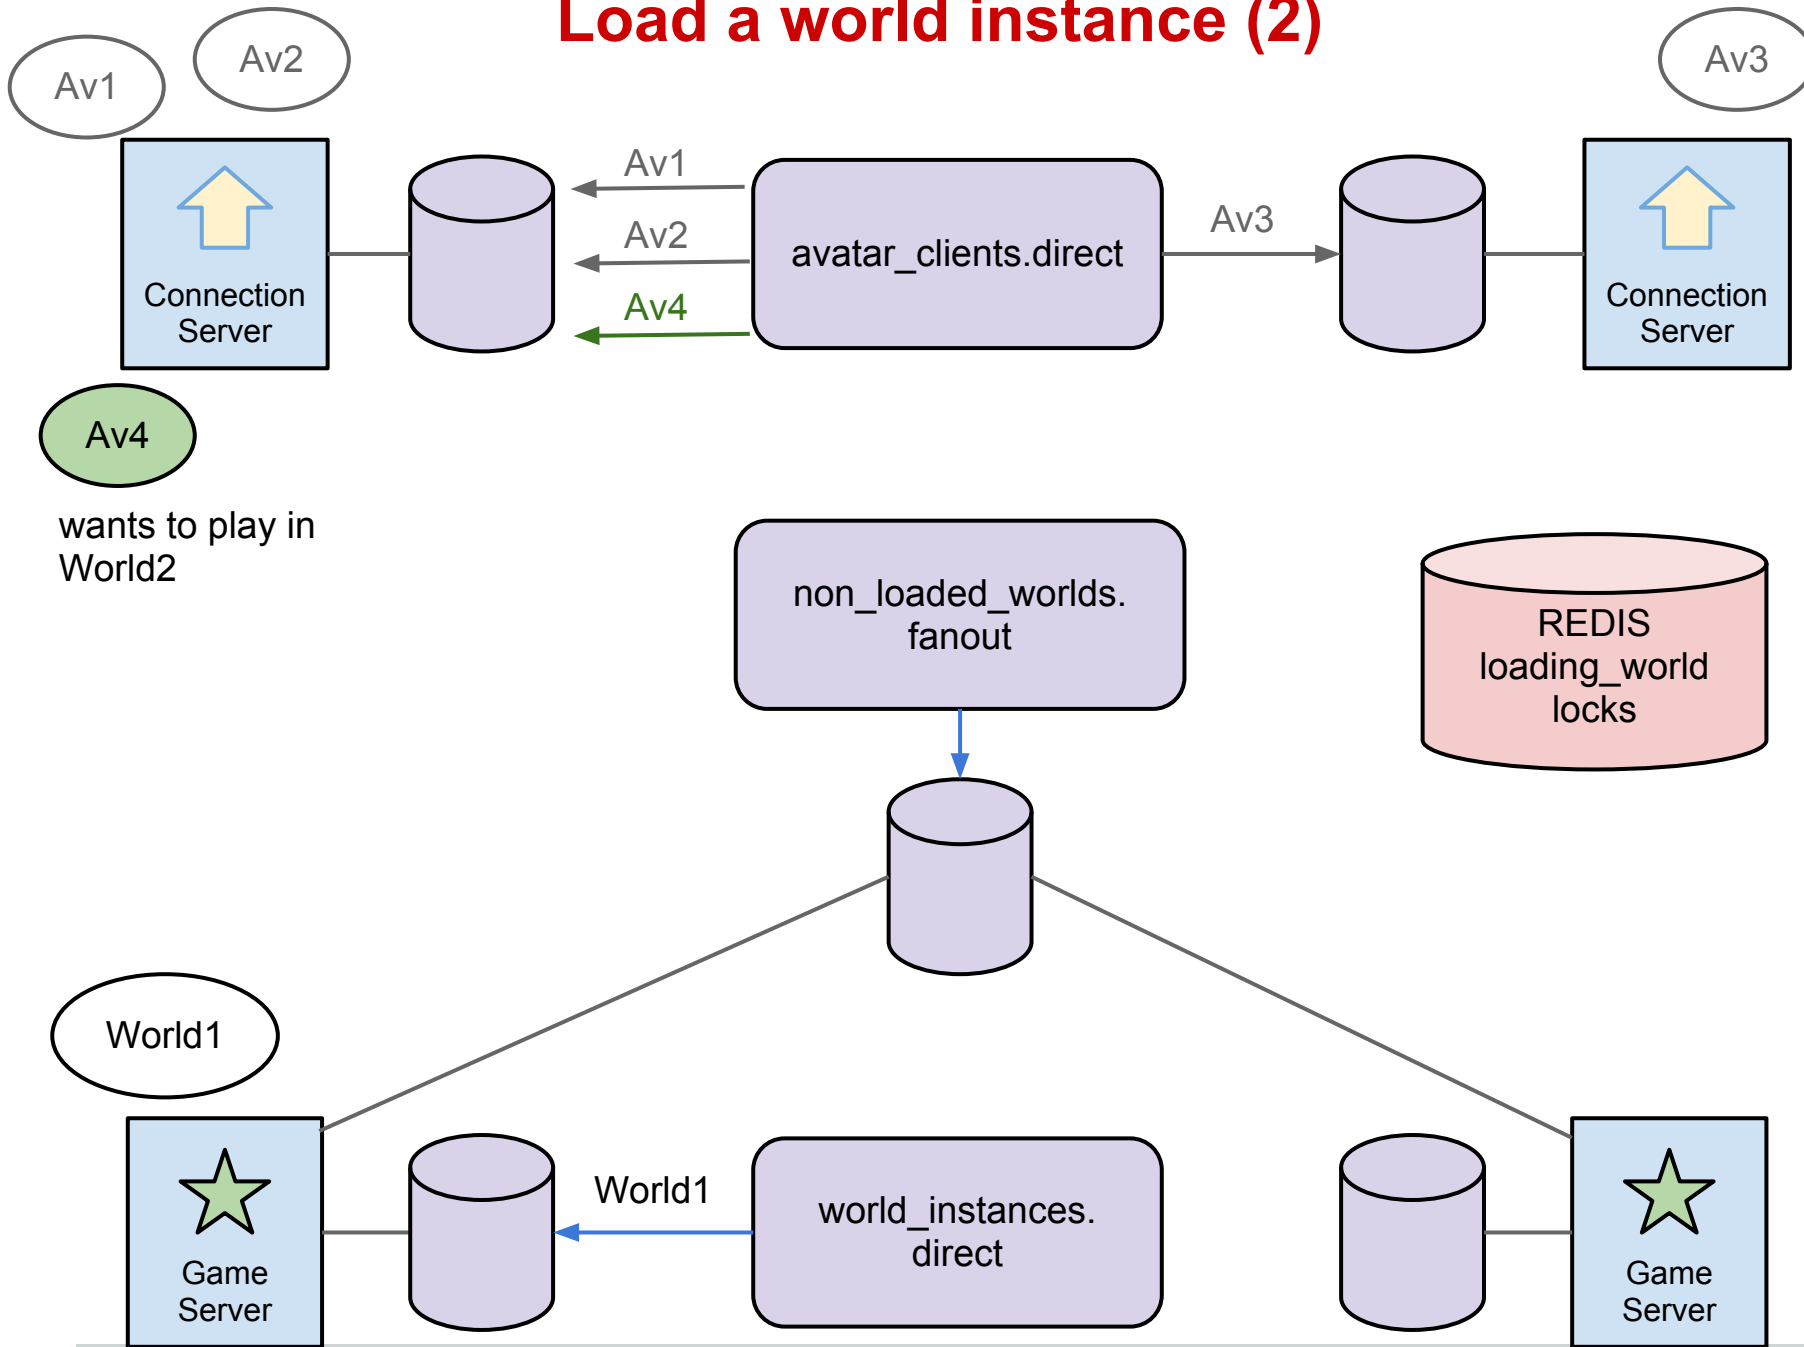 Load a world instance (2)
Av1
Av2
Av3
Av1
Av2
Av4
Av3
avatar_clients.direct
Connection
Server
Connection
Server
Av4
wants to play in
World2
non_loaded_worlds.
fanout
REDIS
loading_world
locks
World1
World1
world_instances.
direct
Game
Server
Game
Server